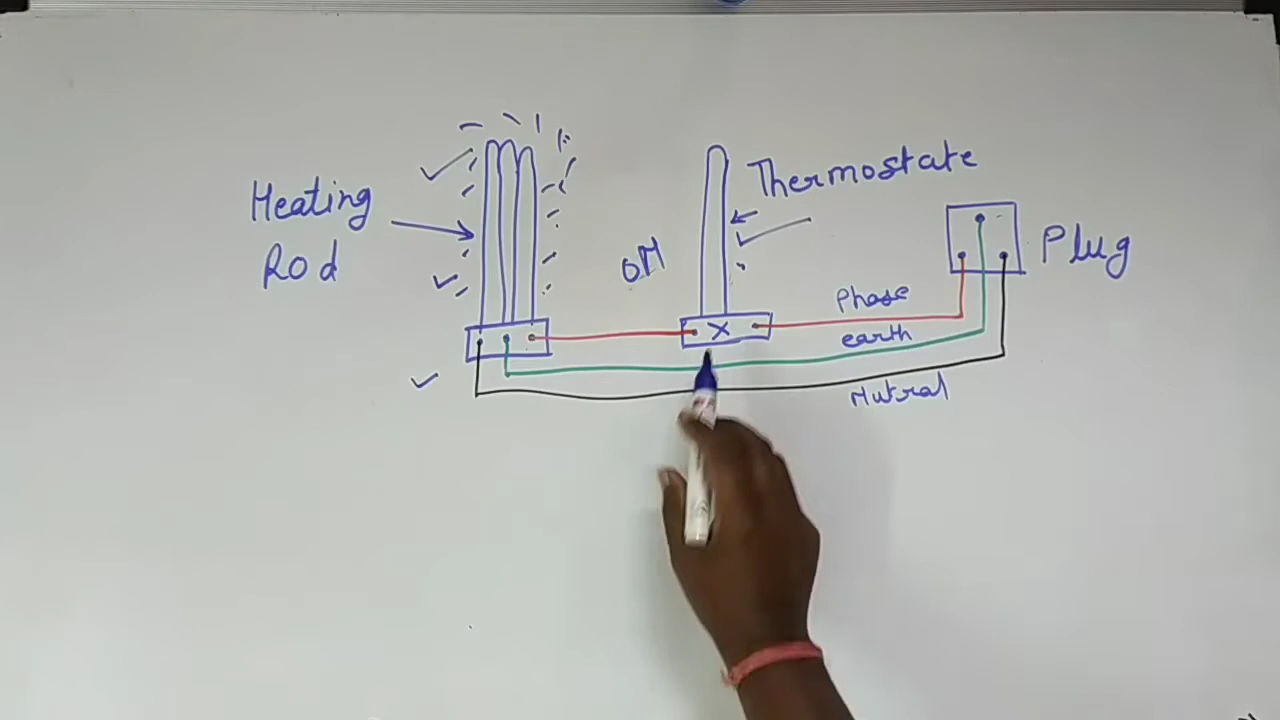 Heating
Rod
ON
Thermostate
Plug
Phase
earth
Nutral